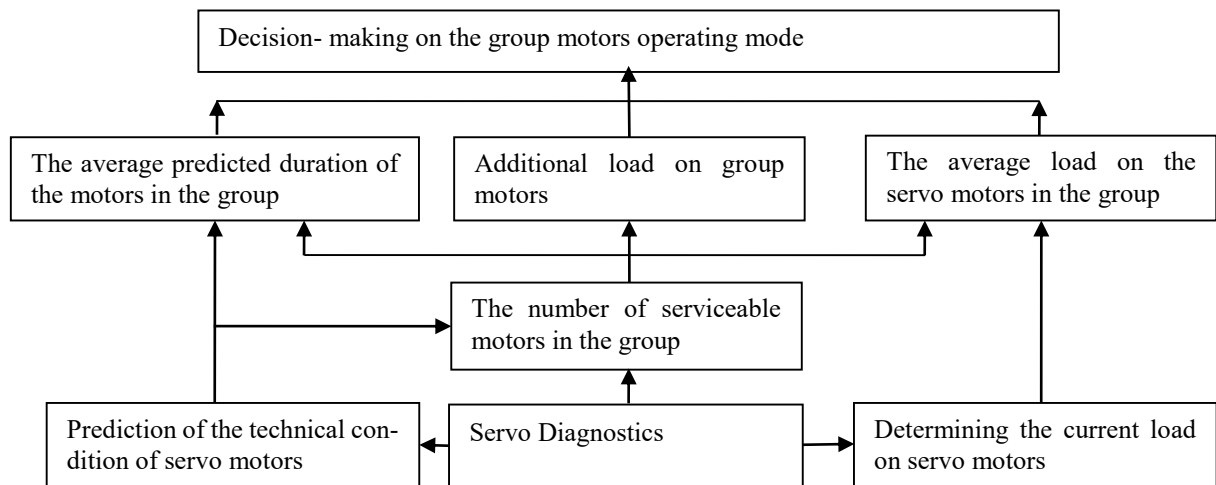 Decision- making on the group motors operating mode
The average predicted duration of
the motors in the group
Additional load on group
motors
The average load on the
servo motors in the group
The number of serviceable
motors in the group
Prediction of the technical con-
dition of servo motors
Servo Diagnostics
Determining the current load
on servo motors